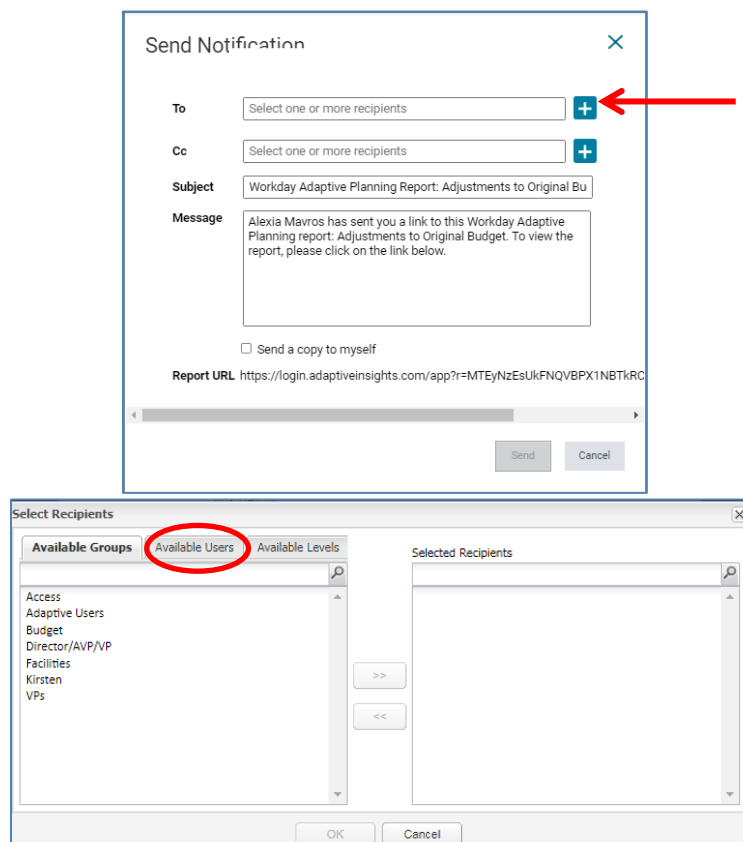 Send Notification
To
Select one or more recipients
Cc
Select one or more recipients
Subject
Workday Adaptive Planning Report: Adjustments to Original Bu
Message
Alexia Mavros has sent you a link to this Workday Adaptive
Planning report: Adjustments to Original Budget. To view the
report, please click on the link below.
Send a copy to myself
Report URL https://login.adaptiveinsights.com/app?r=MTEyNzEsUkFNQVBPX1NBTkRC
Send
Cancel
Select Recipients
Available Groups
Available Users
Available Levels
Selected Recipients
Access
Adaptive Users
Budget
Director/AVP/VP
Facilities
Kirsten
VPs
>>
<<
OK
Cancel